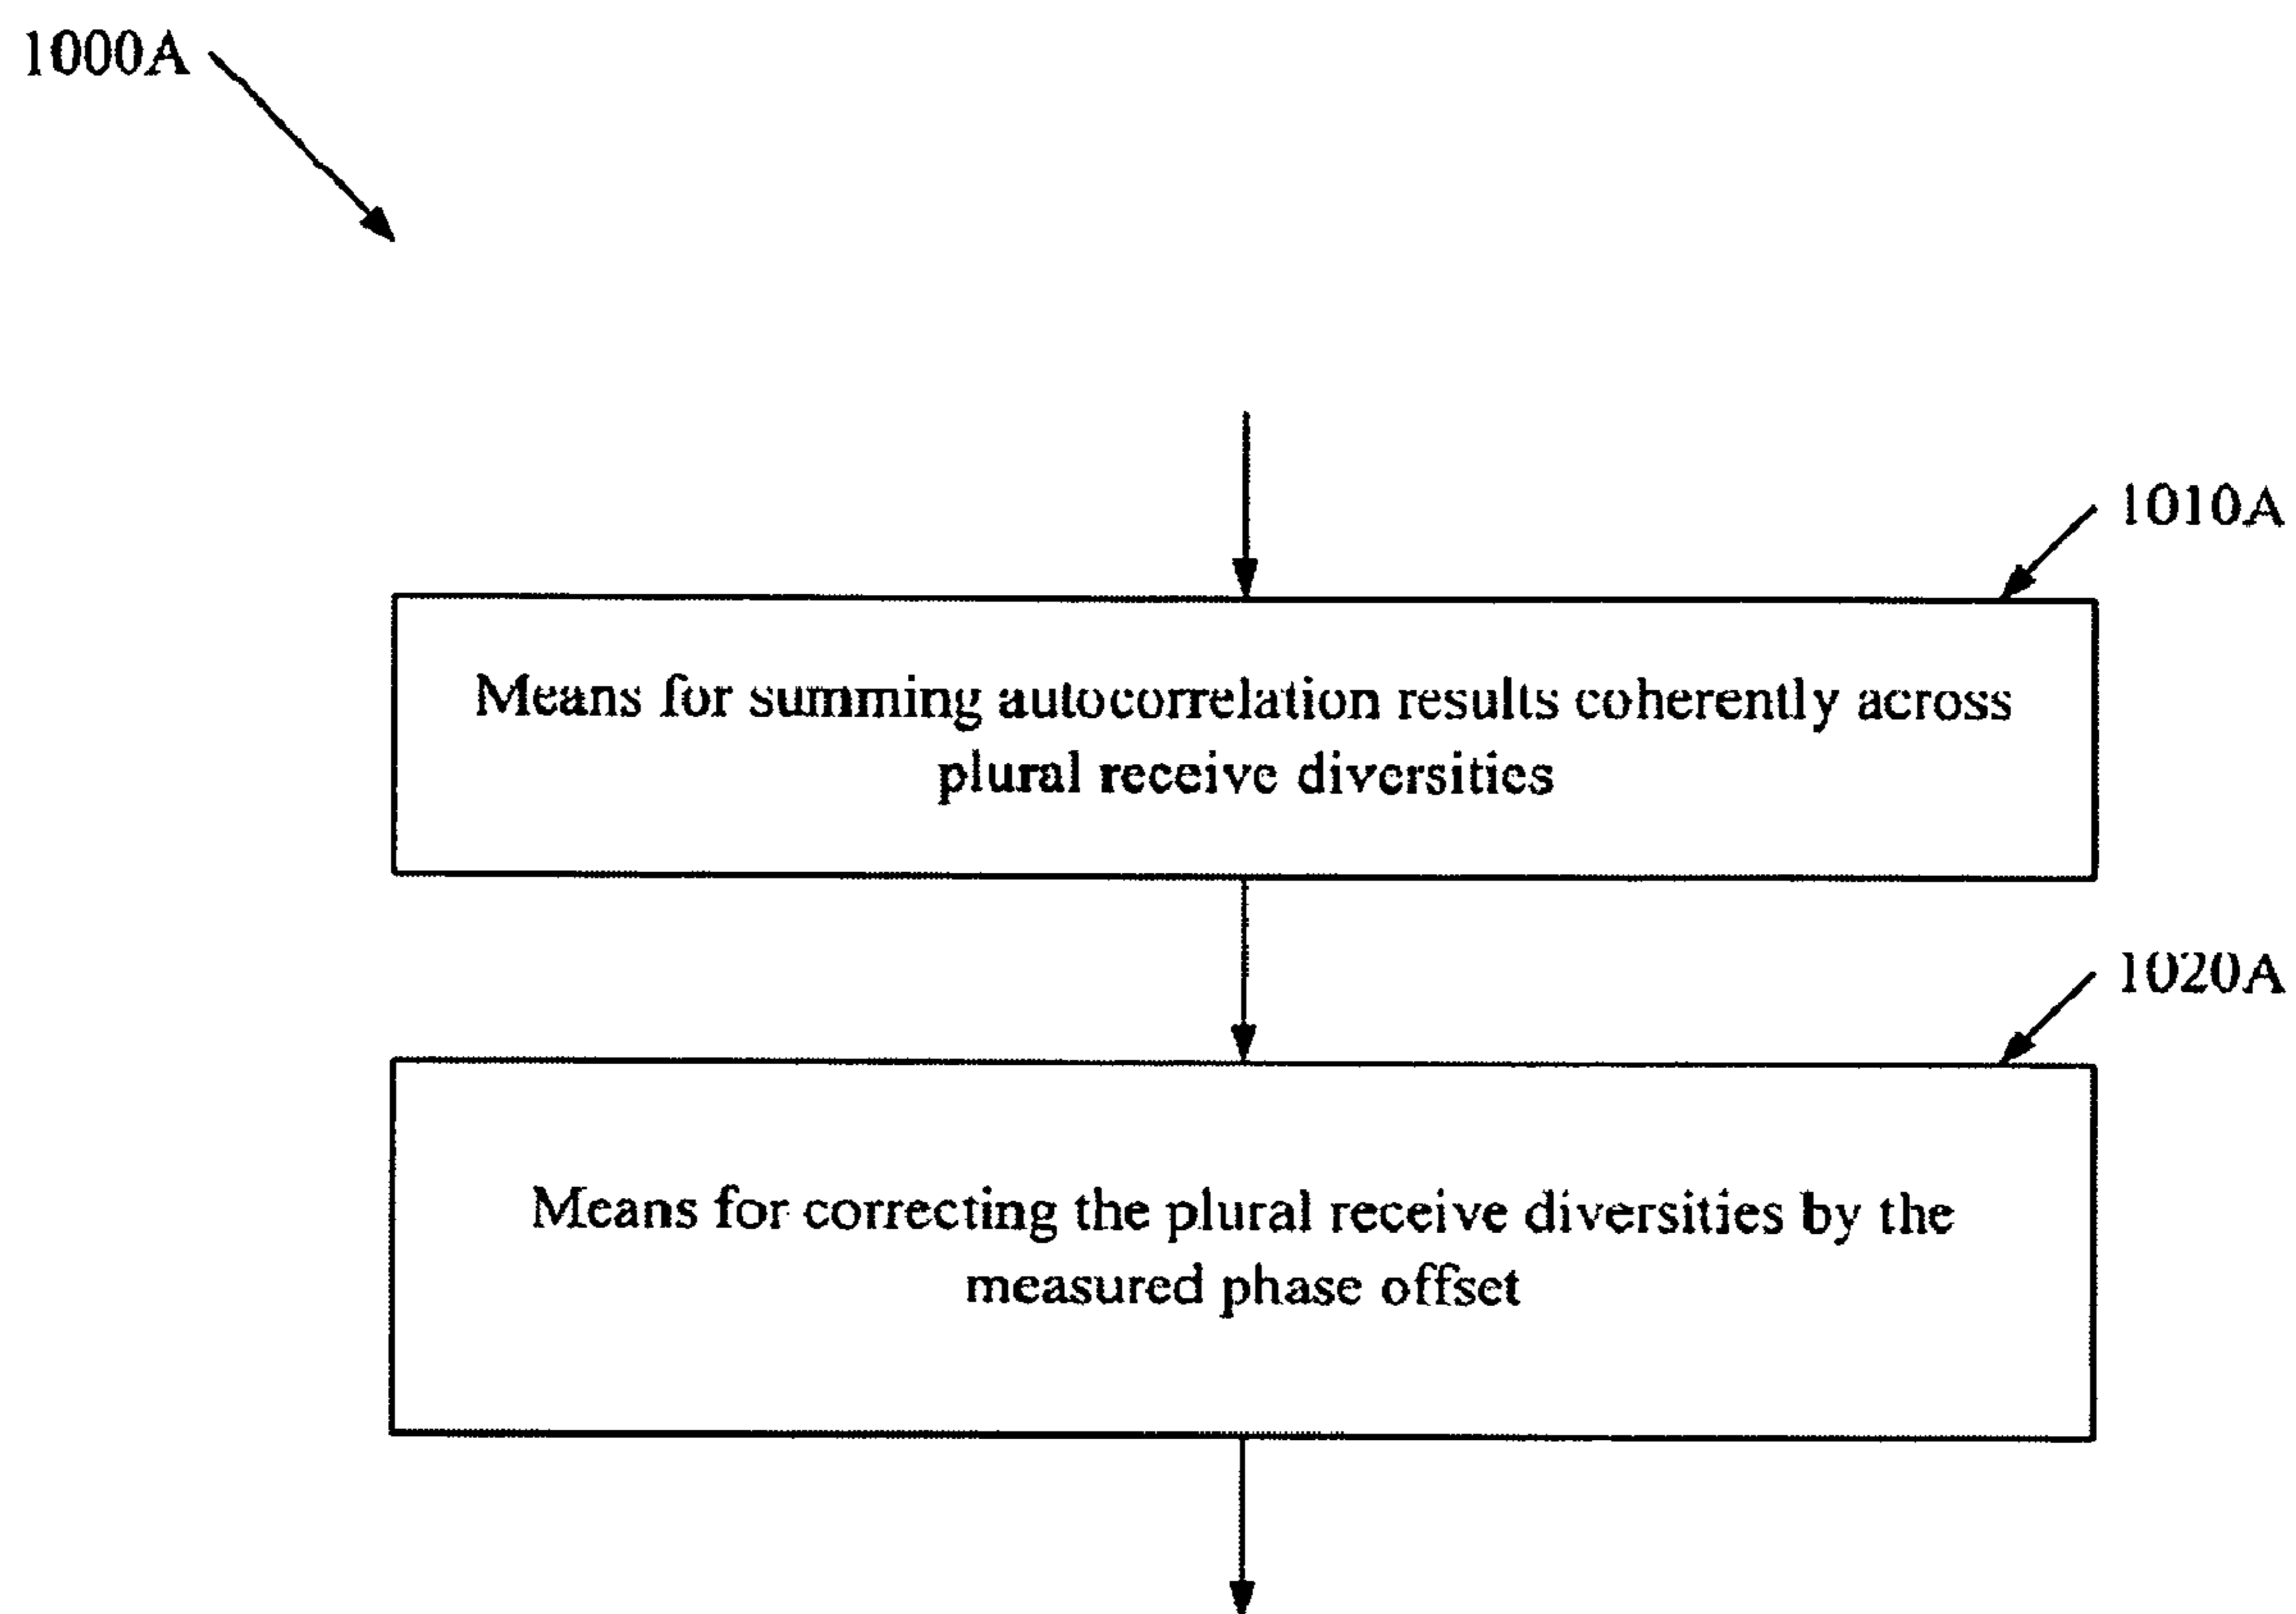 1000A
1010A
Means for summing autocorrelation results coherently across
plural receive diversities
1020A
Means for correcting the plural receive diversities by the
measured phase offset